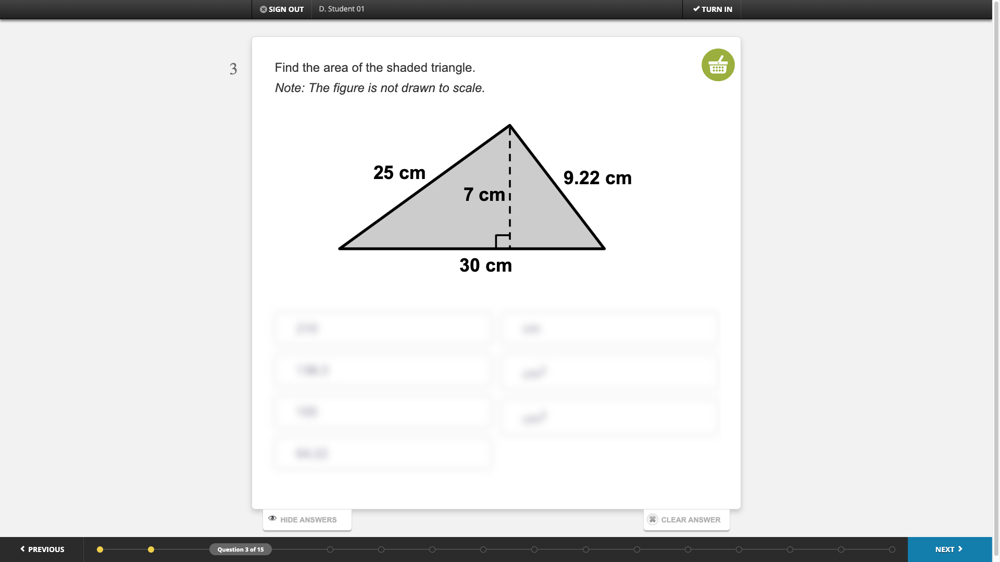 SIGN OUT
D. Student 01
TURN IN
3
Find the area of the shaded triangle.
Note: The figure is not drawn to scale.
25 cm
9.22 cm
7 cm
30 cm
HIDE ANSWERS
CLEAR ANSWER
PREVIOUS
Question 3 of 15
NEXT